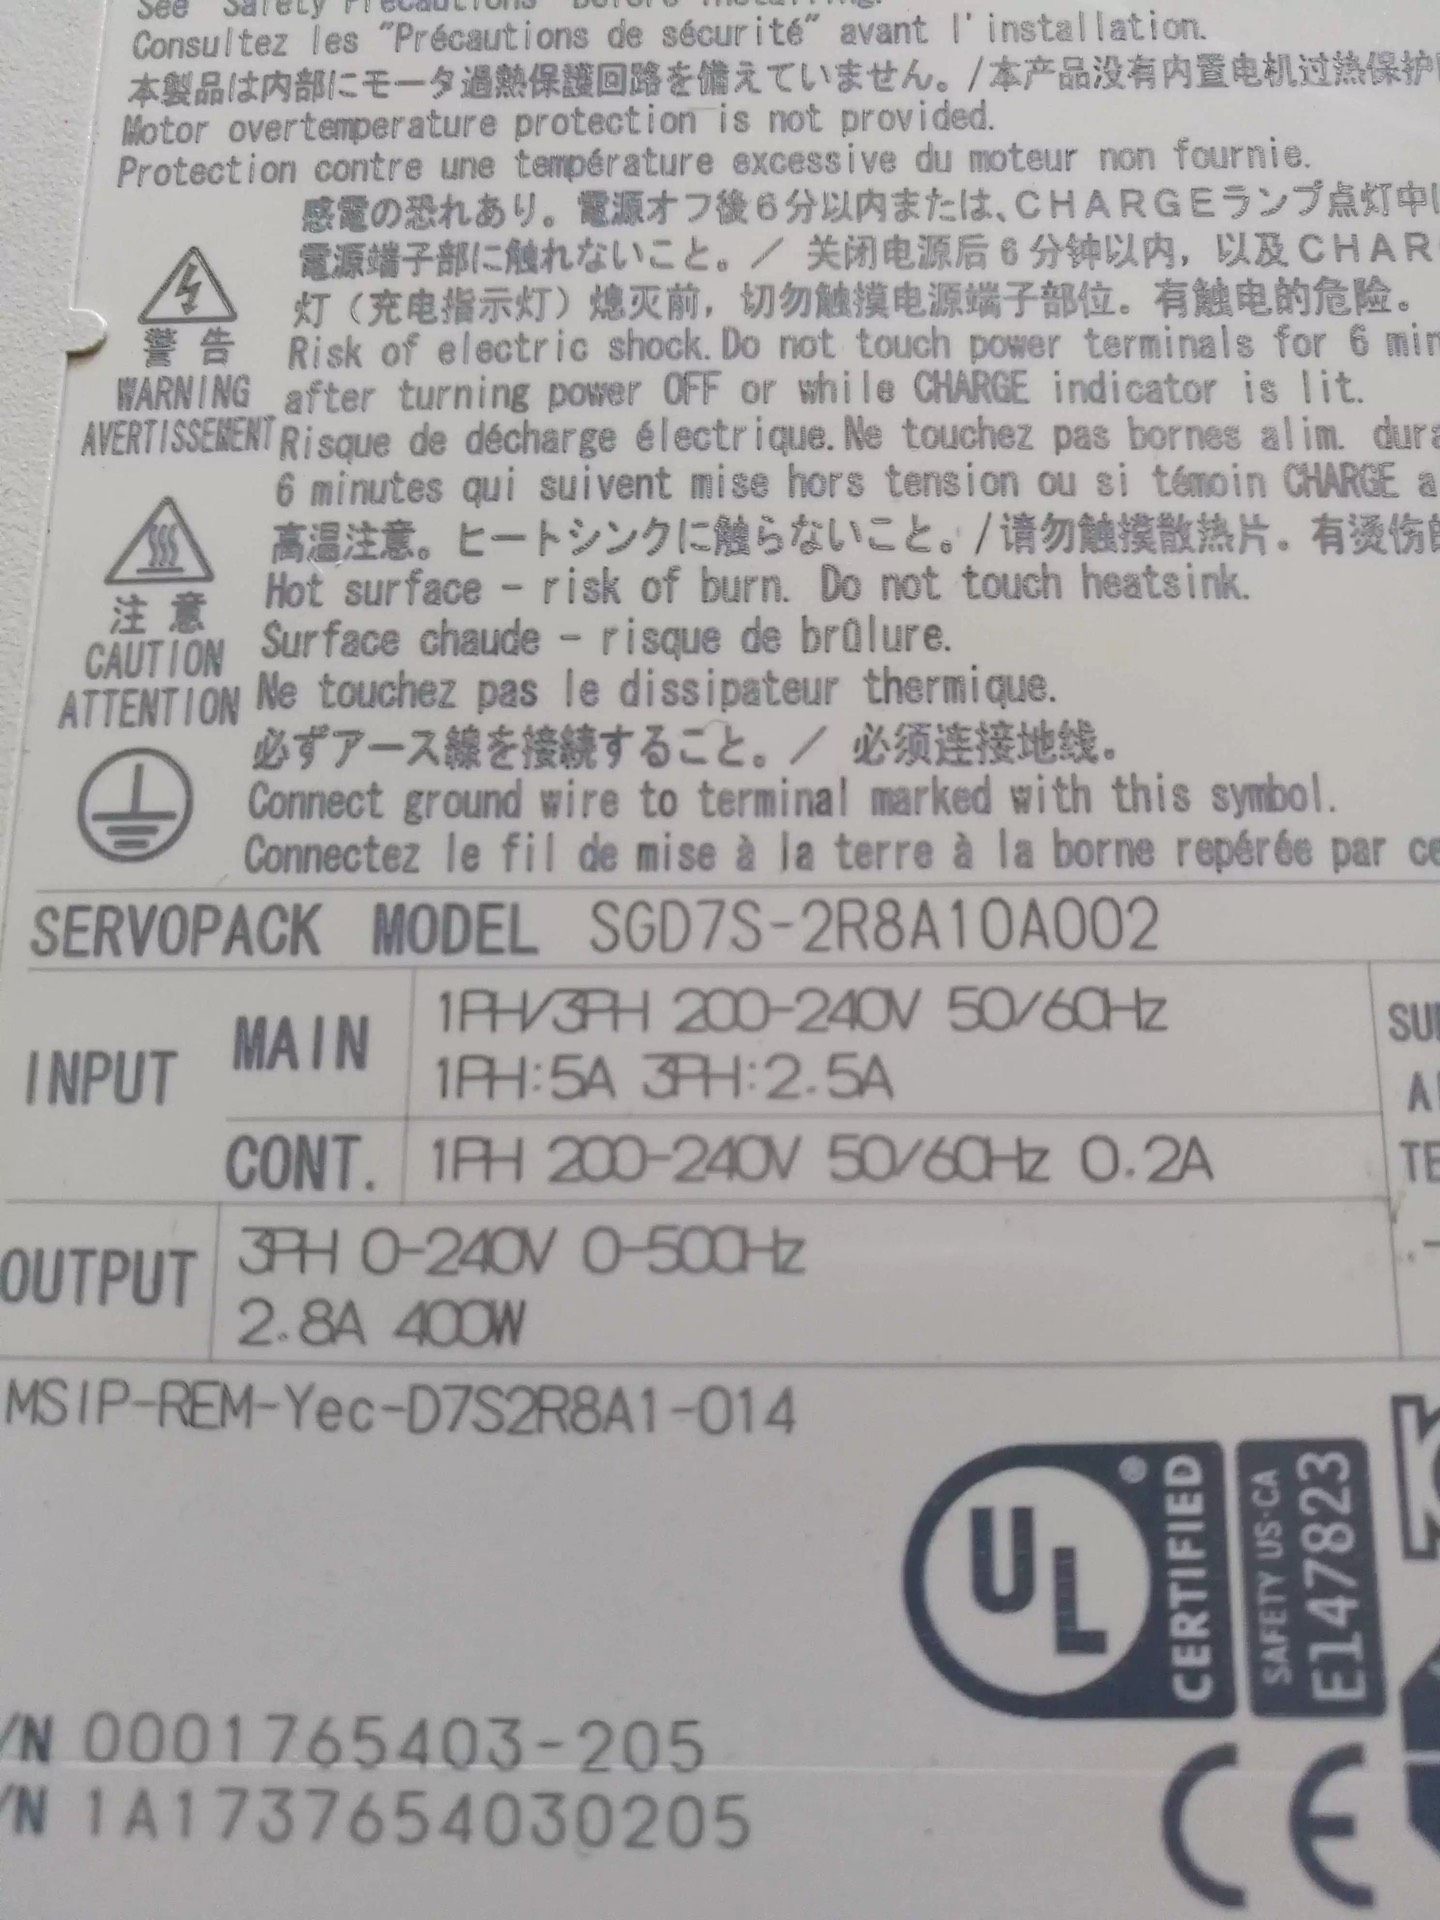 See "Safety Precautions" before installing.
Consultez les "Précautions de sécurité" avant l'installation.
本製品は内部にモータ過熱保護回路を備えていません。/本产品没有内置电机过热保护
Motor overtemperature protection is not provided.
Protection contre une température excessive du moteur non fournie.
感電の恐れあり。電源オフ後6分以内または、CHARGEランプ点灯中に
電源端子部に触れないこと。/ 关闭电源后6分钟以内，以及CHAR
灯（充电指示灯）熄灭前，切勿触摸电源端子部位。有触电的危险。
警告
Risk of electric shock. Do not touch power terminals for 6 min
WARNING
after turning power OFF or while CHARGE indicator is lit.
AVERTISSEMENT
Risque de décharge électrique. Ne touchez pas bornes alim. dura
6 minutes qui suivent mise hors tension ou si témoin CHARGE a
高温注意。ヒートシンクに触らないこと。/请勿触摸散热片。有烫伤的
Hot surface – risk of burn. Do not touch heatsink.
注意
CAUTION
Surface chaude – risque de brûlure.
ATTENTION
Ne touchez pas le dissipateur thermique.
必ずアース線を接続すること。/ 必须连接地线。
Connect ground wire to terminal marked with this symbol.
Connectez le fil de mise à la terre à la borne repérée par ce
SERVOPACK MODEL SGD7S-2R8A10A002
INPUT
MAIN
1PH/3PH 200-240V 50/60Hz
1PH:5A 3PH:2.5A
CONT. 1PH 200-240V 50/60Hz 0.2A
OUTPUT
3PH 0-240V 0-500Hz
2.8A 400W
MSIP-REM-Yec-D7S2R8A1-014
UL
®
CERTIFIED
SAFETY US-CA
E147823
/N 0001765403-205
/N 1A1737654030205
CE